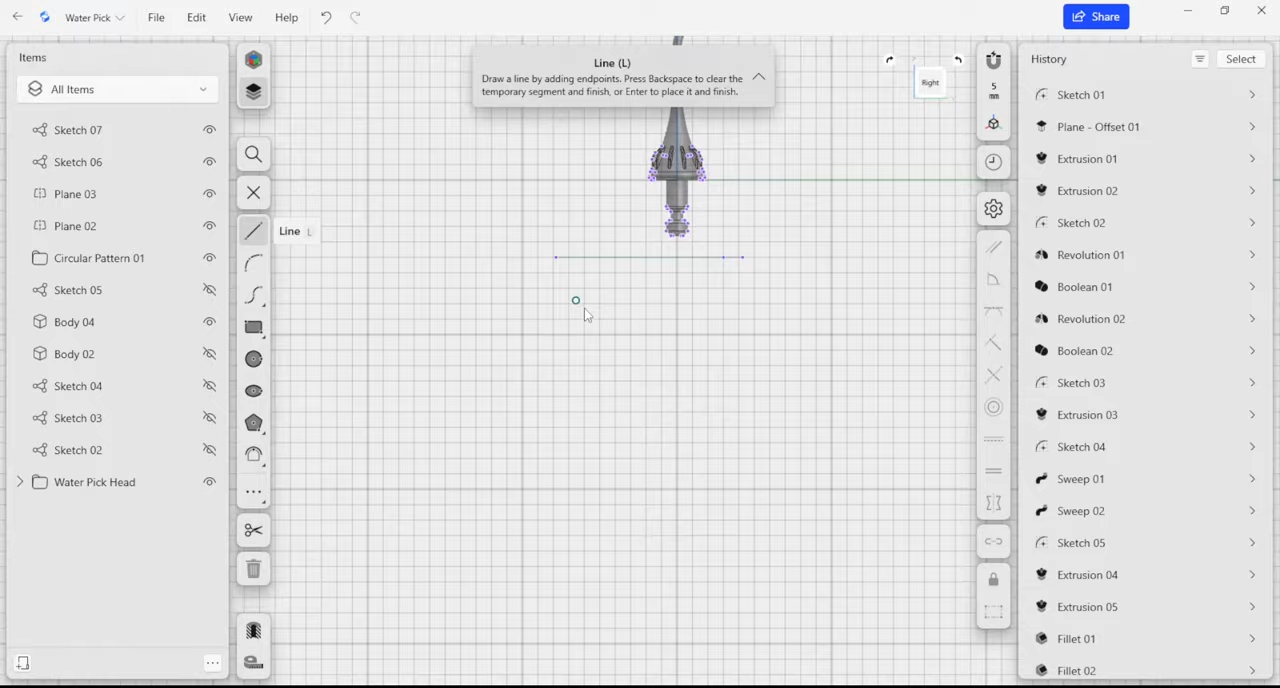 Water Pick
File
Edit
View
Help
Share
Items
All Items
Sketch 07
Sketch 06
Plane 03
Plane 02
Circular Pattern 01
Sketch 05
Body 04
Body 02
Sketch 04
Sketch 03
Sketch 02
Water Pick Head
Line L
Line (L)
Draw a line by adding endpoints. Press Backspace to clear the
temporary segment and finish, or Enter to place it and finish.
Right
5
mm
History
Select
Sketch 01
Plane - Offset 01
Extrusion 01
Extrusion 02
Sketch 02
Revolution 01
Boolean 01
Revolution 02
Boolean 02
Sketch 03
Extrusion 03
Sketch 04
Sweep 01
Sweep 02
Sketch 05
Extrusion 04
Extrusion 05
Fillet 01
Fillet 02